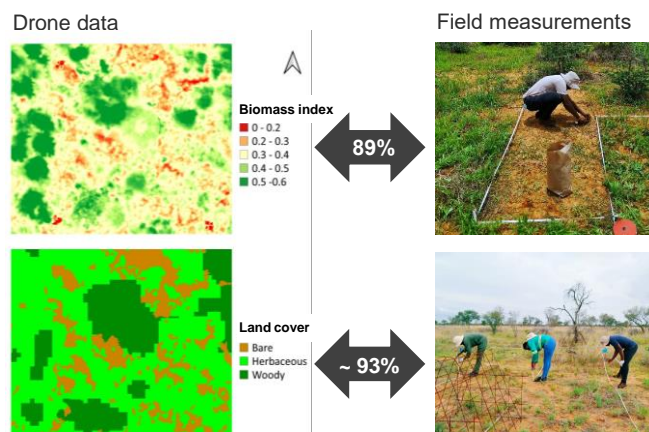 Drone data
Field measurements
Biomass index
0 - 0.2
0.2 - 0.3
0.3 - 0.4
0.4 - 0.5
0.5 -0.6
89%
Land cover
Bare
Herbaceous
Woody
~ 93%